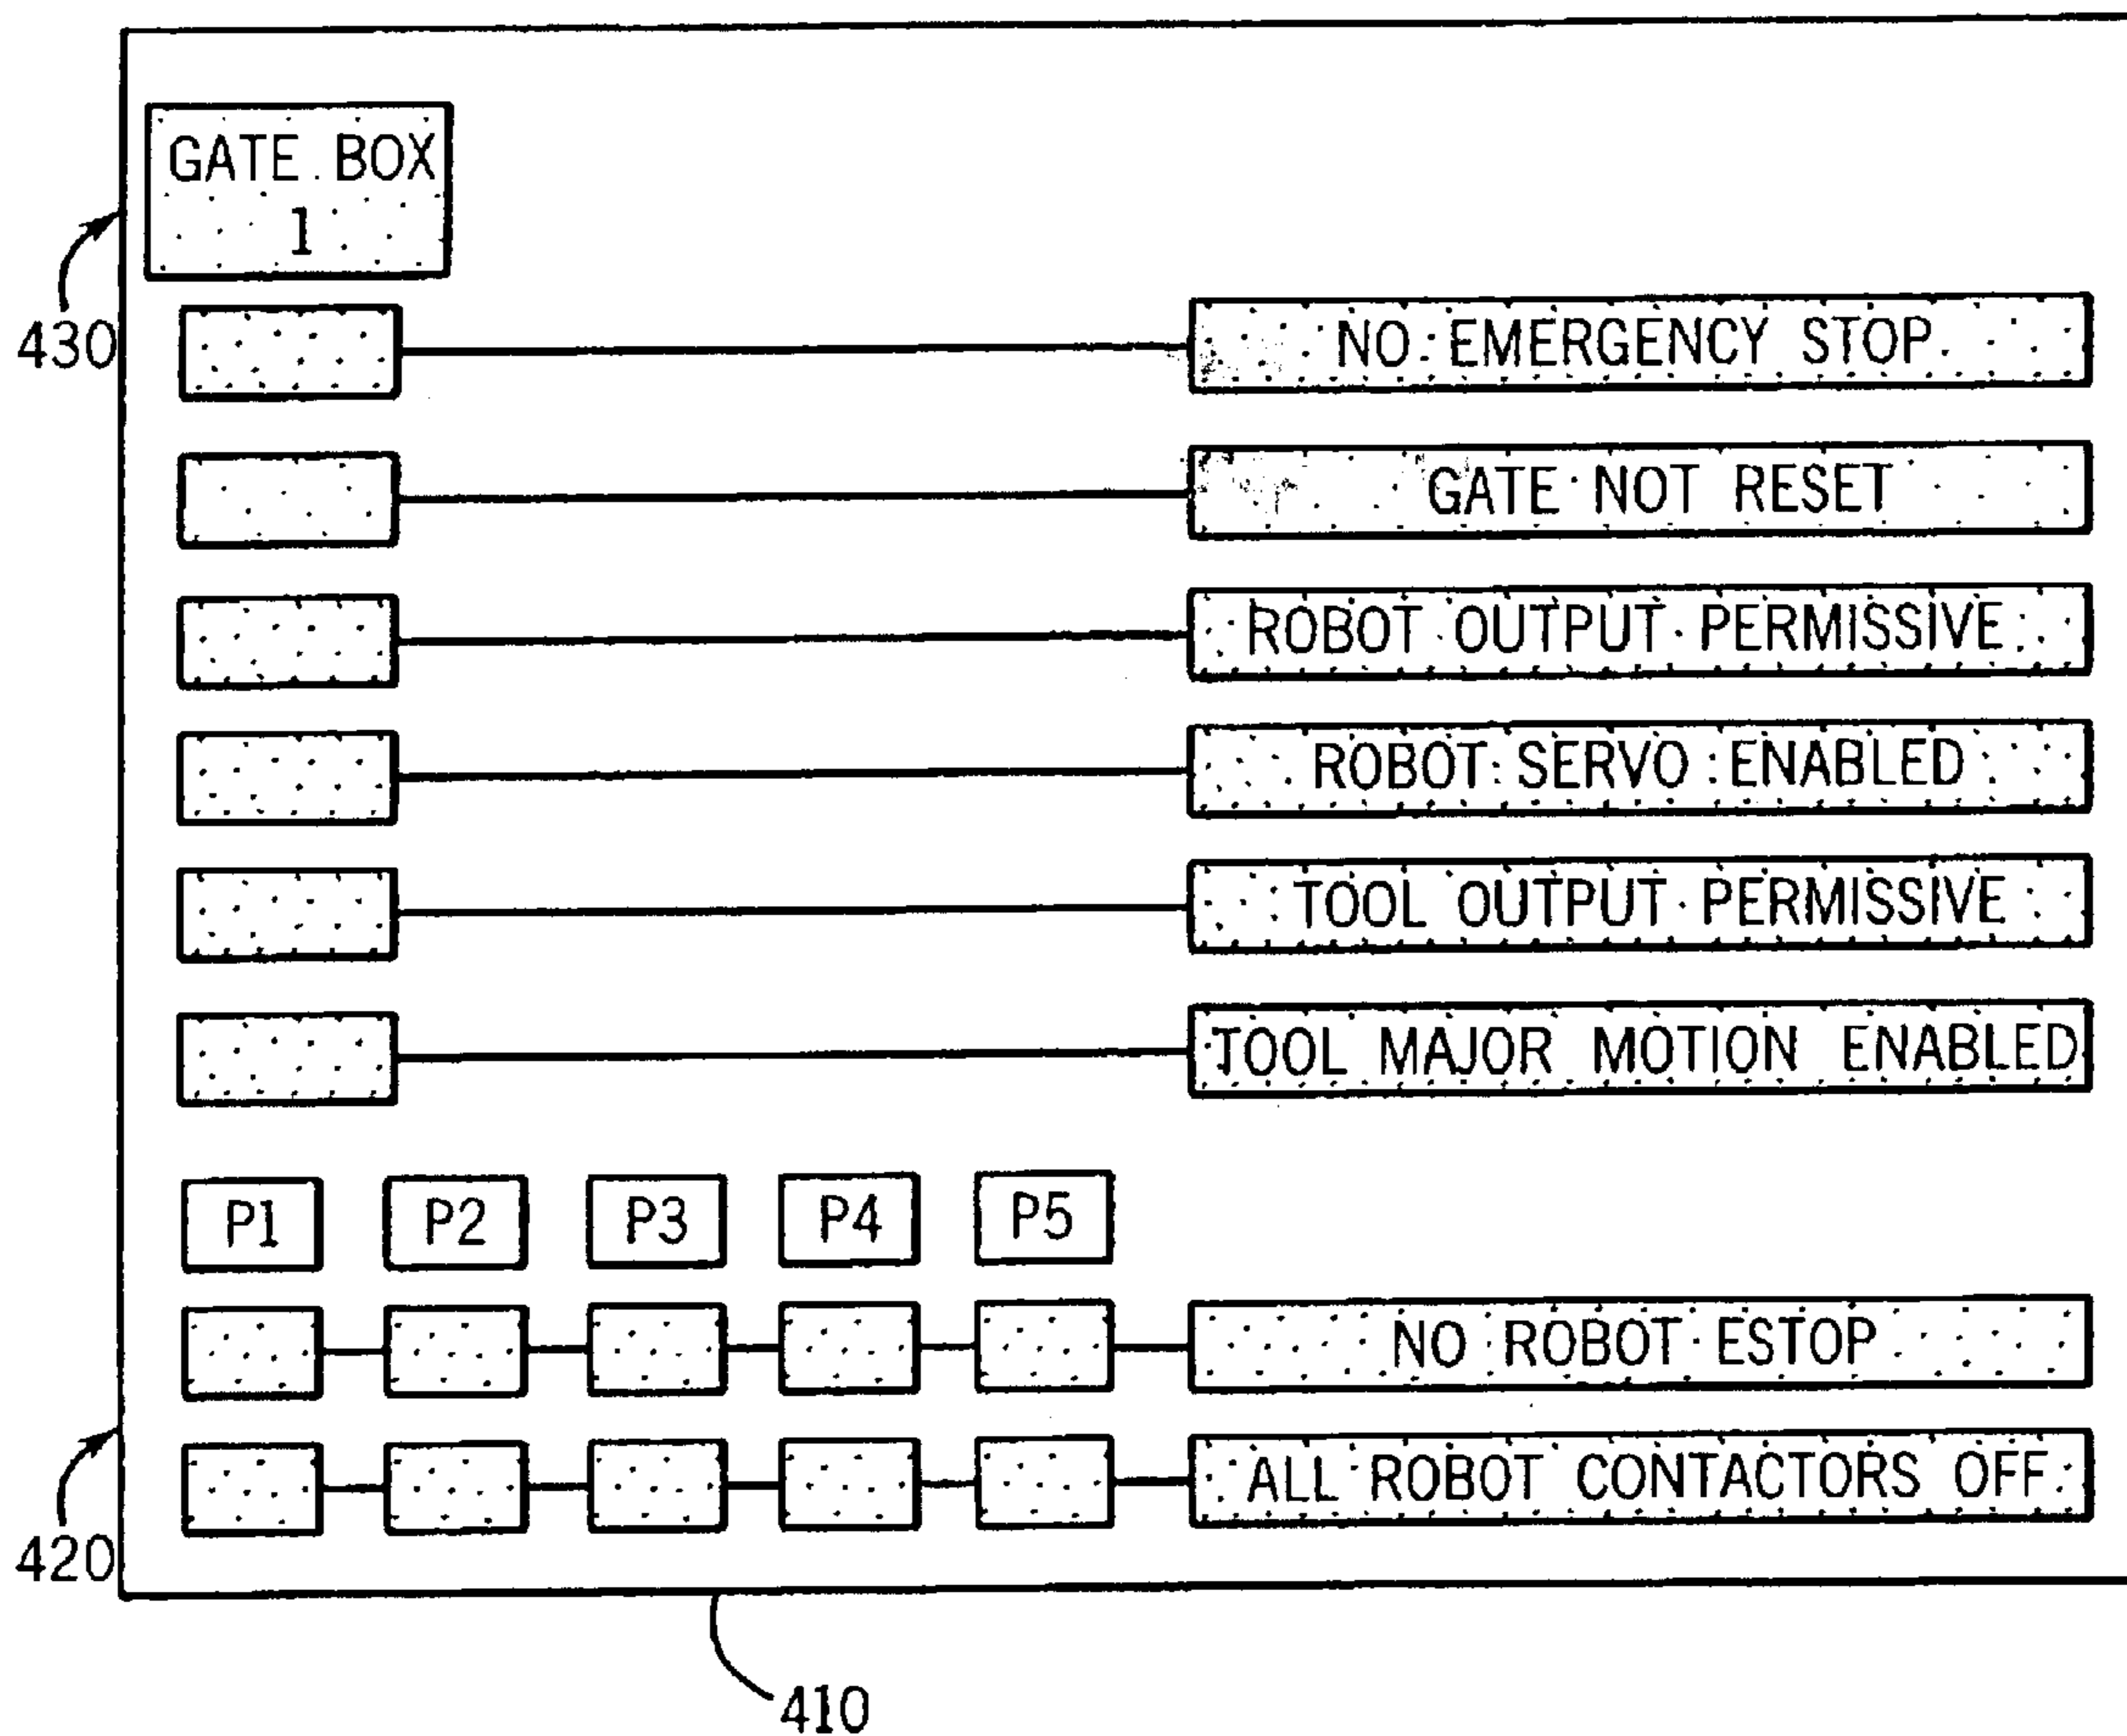 GATE BOX
1
430
NO EMERGENCY STOP
GATE NOT RESET
ROBOT OUTPUT PERMISSIVE
ROBOT SERVO ENABLED
TOOL OUTPUT PERMISSIVE
TOOL MAJOR MOTION ENABLED
P1 P2 P3 P4 P5
NO ROBOT ESTOP
ALL ROBOT CONTACTORS OFF
420
410